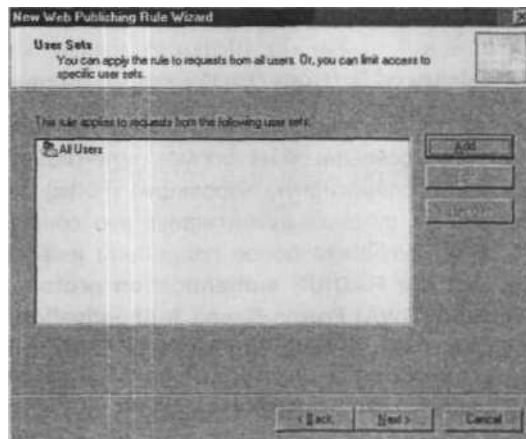 New Web Publishing Rule Wizard
User Sets
You can apply the rule to requests from all users. Or, you can limit access to
specific user sets.
This rule applies to requests from the following user sets:
All Users
Add
< Back
Next >
Cancel